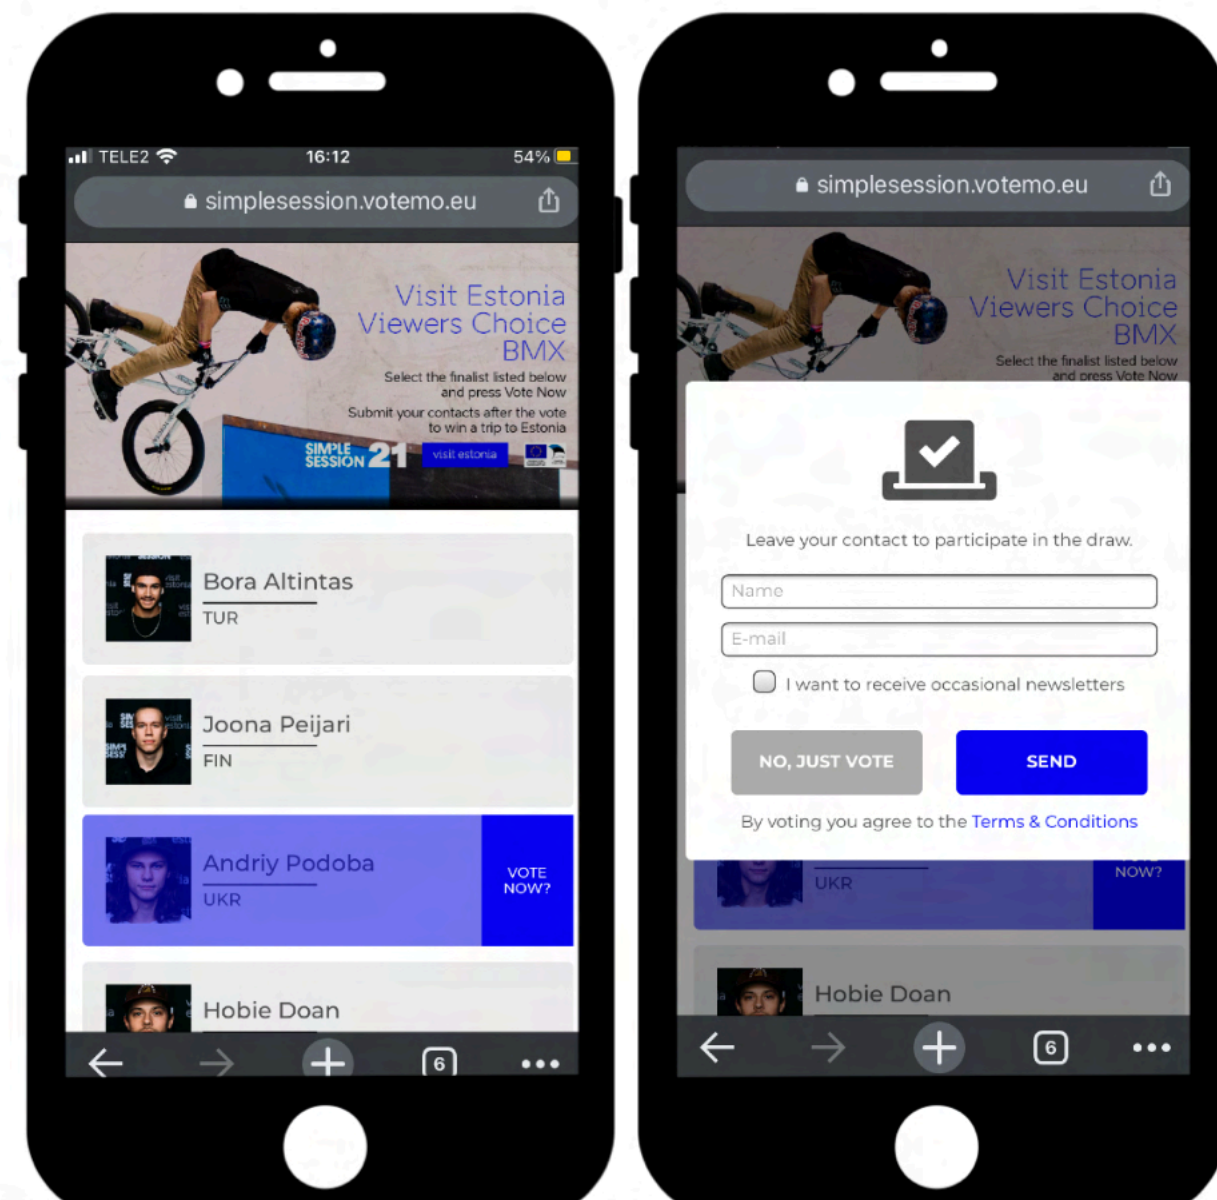 TELE2
16:12
54%
simplesession.votemo.eu
Visit Estonia
Viewers Choice
BMX
Select the finalist listed below
and press Vote Now
Submit your contacts after the vote
to win a trip to Estonia
SIMPLE
SESSION 21
visit estonia
Bora Altintas
TUR
Joona Peijari
FIN
Andriy Podoba
UKR
VOTE
NOW?
Hobie Doan
6
simplesession.votemo.eu
Visit Estonia
Viewers Choice
BMX
Select the finalist listed below
and press Vote Now
Leave your contact to participate in the draw.
Name
E-mail
I want to receive occasional newsletters
NO, JUST VOTE
SEND
By voting you agree to the Terms & Conditions
UKR
NOW?
Hobie Doan
6